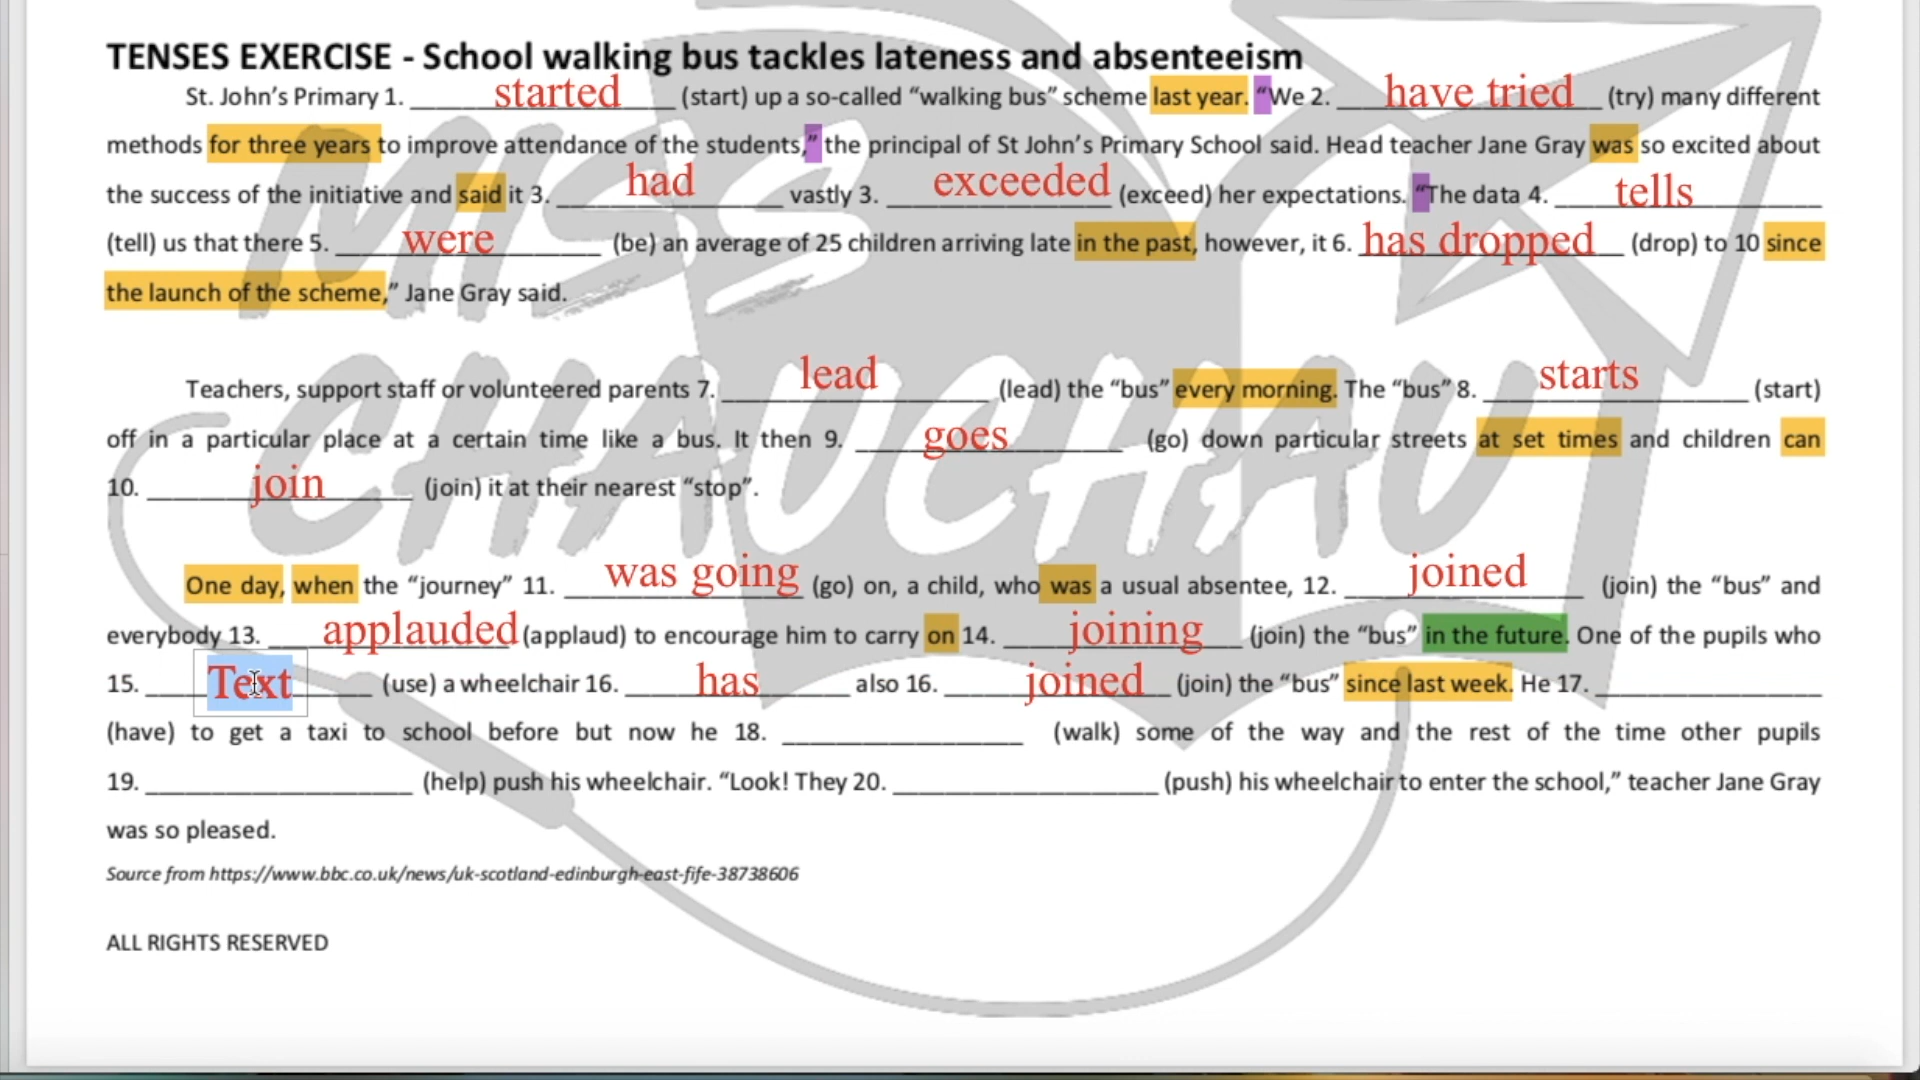 TENSES EXERCISE - School walking bus tackles lateness and absenteeism
St. John's Primary 1. started (start) up a so-called "walking bus" scheme last year. "We 2. have tried (try) many different
methods for three years to improve attendance of the students," the principal of St John's Primary School said. Head teacher Jane Gray was so excited about
the success of the initiative and said it 3. had vastly 3. exceeded (exceed) her expectations. "The data 4. tells
(tell) us that there 5. were (be) an average of 25 children arriving late in the past, however, it 6. has dropped (drop) to 10 since
the launch of the scheme," Jane Gray said.
Teachers, support staff or volunteered parents 7. lead (lead) the "bus" every morning. The "bus" 8. starts (start)
off in a particular place at a certain time like a bus. It then 9. goes (go) down particular streets at set times and children can
10. join (join) it at their nearest "stop".
One day, when the "journey" 11. was going (go) on, a child, who was a usual absentee, 12. joined (join) the "bus" and
everybody 13. applauded (applaud) to encourage him to carry on 14. joining (join) the "bus" in the future. One of the pupils who
15. Text (use) a wheelchair 16. has also 16. joined (join) the "bus" since last week. He 17.
(have) to get a taxi to school before but now he 18. (walk) some of the way and the rest of the time other pupils
19. (help) push his wheelchair. "Look! They 20. (push) his wheelchair to enter the school," teacher Jane Gray
was so pleased.
Source from https://www.bbc.co.uk/news/uk-scotland-edinburgh-east-fife-38738606
ALL RIGHTS RESERVED
MISS
CHAUCHAU